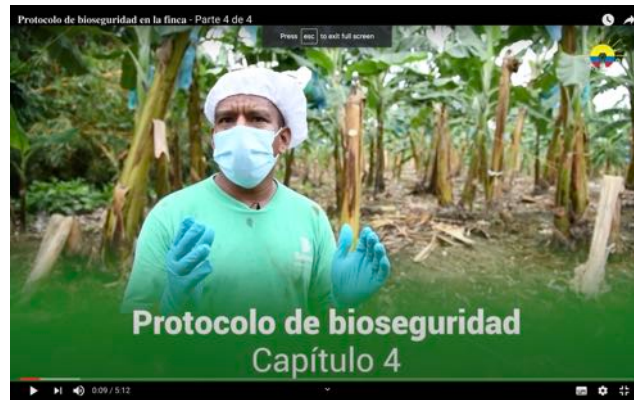 Protocolo de bioseguridad en la finca - Parte 4 de 4
Press esc to exit full screen
Protocolo de bioseguridad
Capítulo 4
0:09 / 5:12